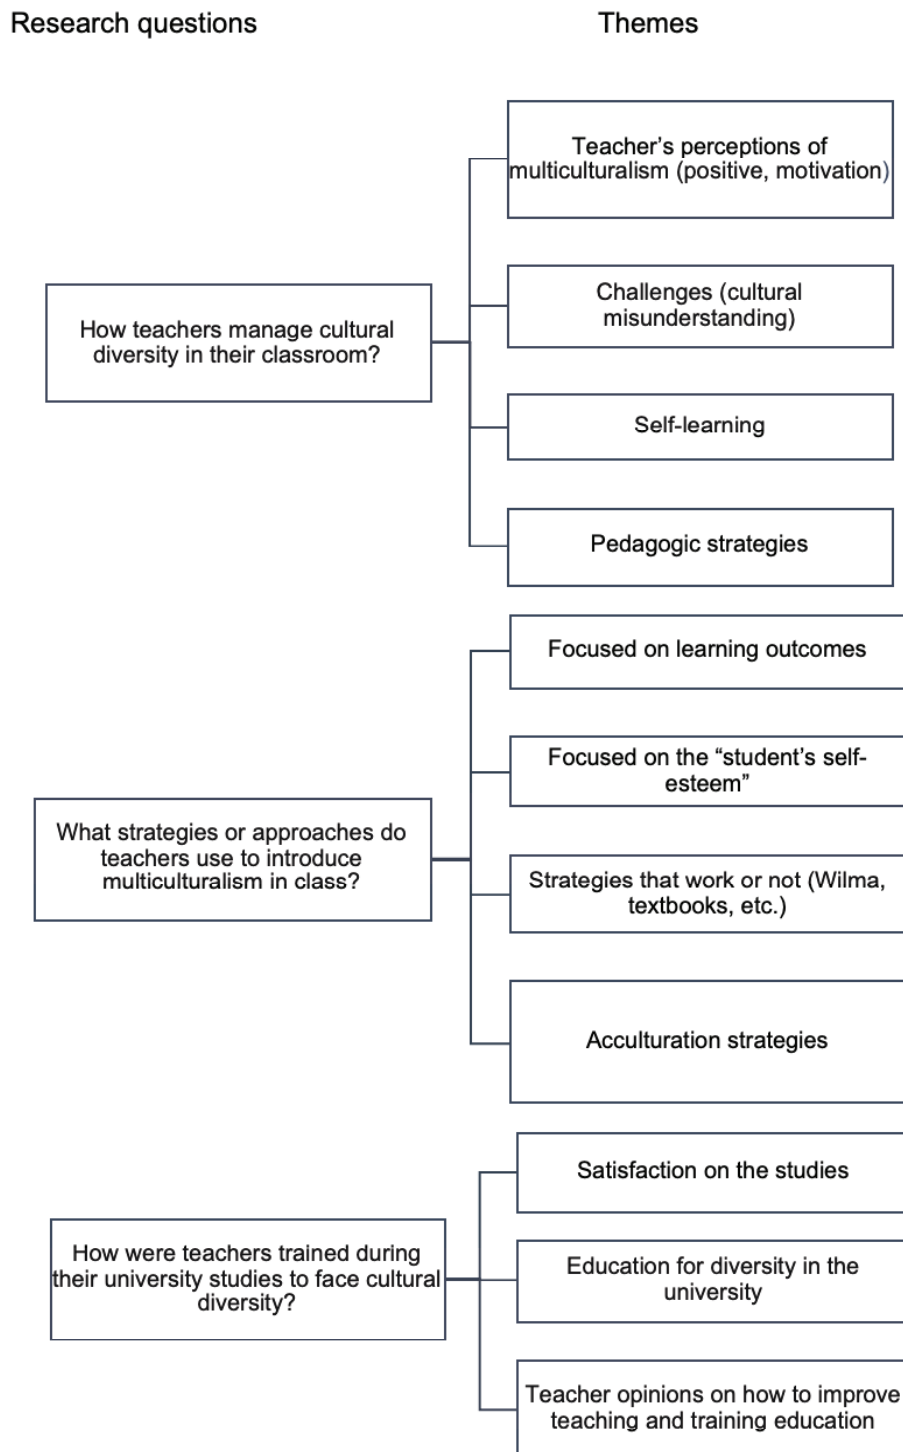 Research questions
Themes
How teachers manage cultural
diversity in their classroom?
Teacher’s perceptions of
multiculturalism (positive, motivation)
Challenges (cultural
misunderstanding)
Self-learning
Pedagogic strategies
What strategies or approaches do
teachers use to introduce
multiculturalism in class?
Focused on learning outcomes
Focused on the “student’s self-
esteem”
Strategies that work or not (Wilma,
textbooks, etc.)
Acculturation strategies
How were teachers trained during
their university studies to face cultural
diversity?
Satisfaction on the studies
Education for diversity in the
university
Teacher opinions on how to improve
teaching and training education